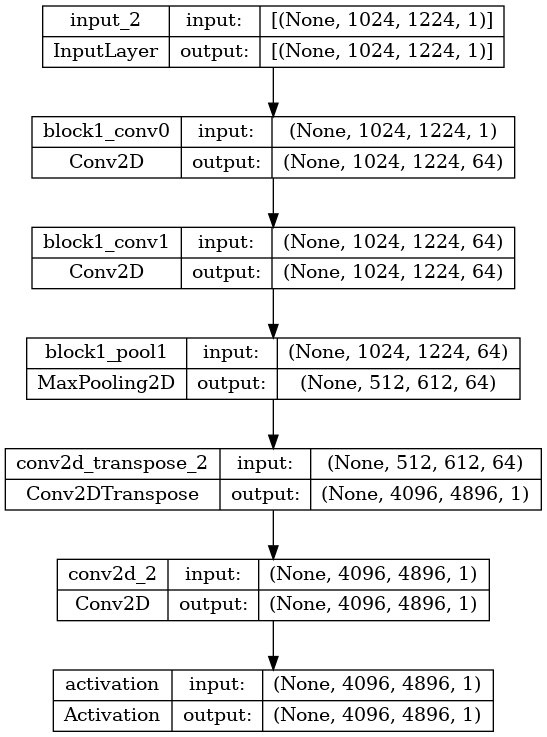 input_2 input: [(None, 1024, 1224, 1)]
InputLayer output: [(None, 1024, 1224, 1)]
block1_conv0 input: (None, 1024, 1224, 1)
Conv2D output: (None, 1024, 1224, 64)
block1_conv1 input: (None, 1024, 1224, 64)
Conv2D output: (None, 1024, 1224, 64)
block1_pool1 input: (None, 1024, 1224, 64)
MaxPooling2D output: (None, 512, 612, 64)
conv2d_transpose_2 input: (None, 512, 612, 64)
Conv2DTranspose output: (None, 4096, 4896, 1)
conv2d_2 input: (None, 4096, 4896, 1)
Conv2D output: (None, 4096, 4896, 1)
activation input: (None, 4096, 4896, 1)
Activation output: (None, 4096, 4896, 1)